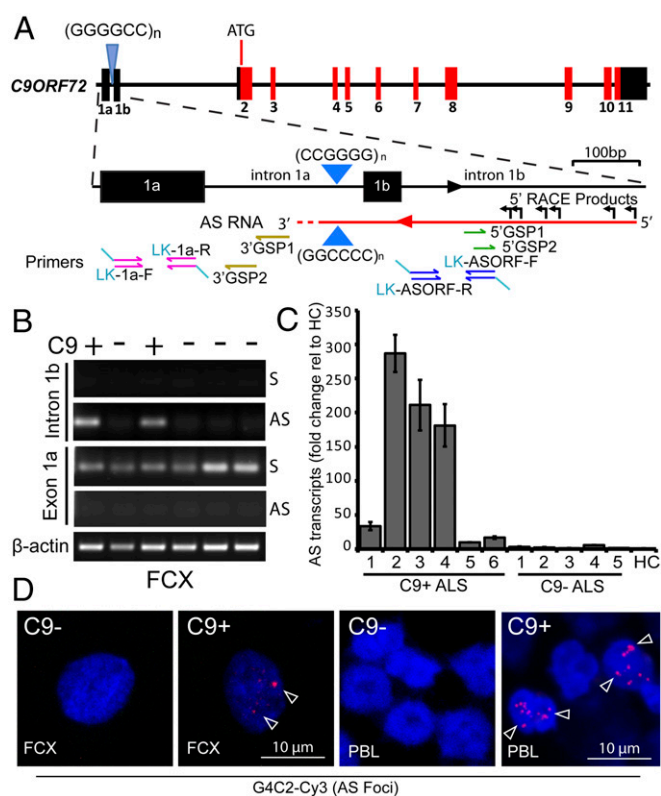 A
(GGGGCC)n
ATG
C9ORF72
1a 1b 2 3 4 5 6 7 8 9 10 11
(CCGGGG)n
100bp
1a intron 1a 1b intron 1b
5' RACE Products
AS RNA 3' 5'
(GGCCCC)n
5'GSP1
5'GSP2
3'GSP1
3'GSP2
Primers
LK-1a-R
LK-1a-F
LK-ASORF-F
LK-ASORF-R
B
C9 + - + - - -
Intron 1b
S
AS
Exon 1a
S
AS
β-actin
FCX
C
AS transcripts (fold change rel to HC)
350
300
250
200
150
100
50
0
1 2 3 4 5 6 1 2 3 4 5 HC
C9+ ALS C9- ALS
D
C9- C9+ C9- C9+
FCX FCX 10 µm PBL PBL 10 µm
G4C2-Cy3 (AS Foci)